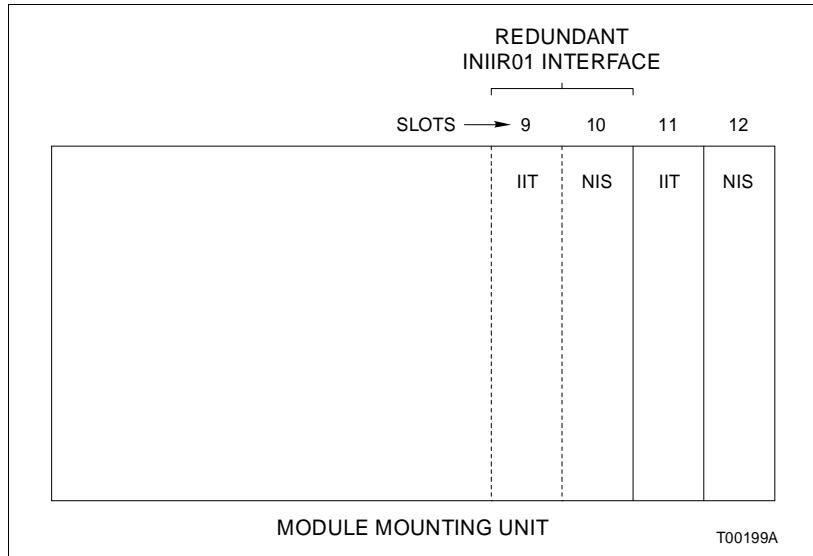 REDUNDANT
INIIR01 INTERFACE
SLOTS 9 10 11 12
IIT NIS IIT NIS
MODULE MOUNTING UNIT
T00199A